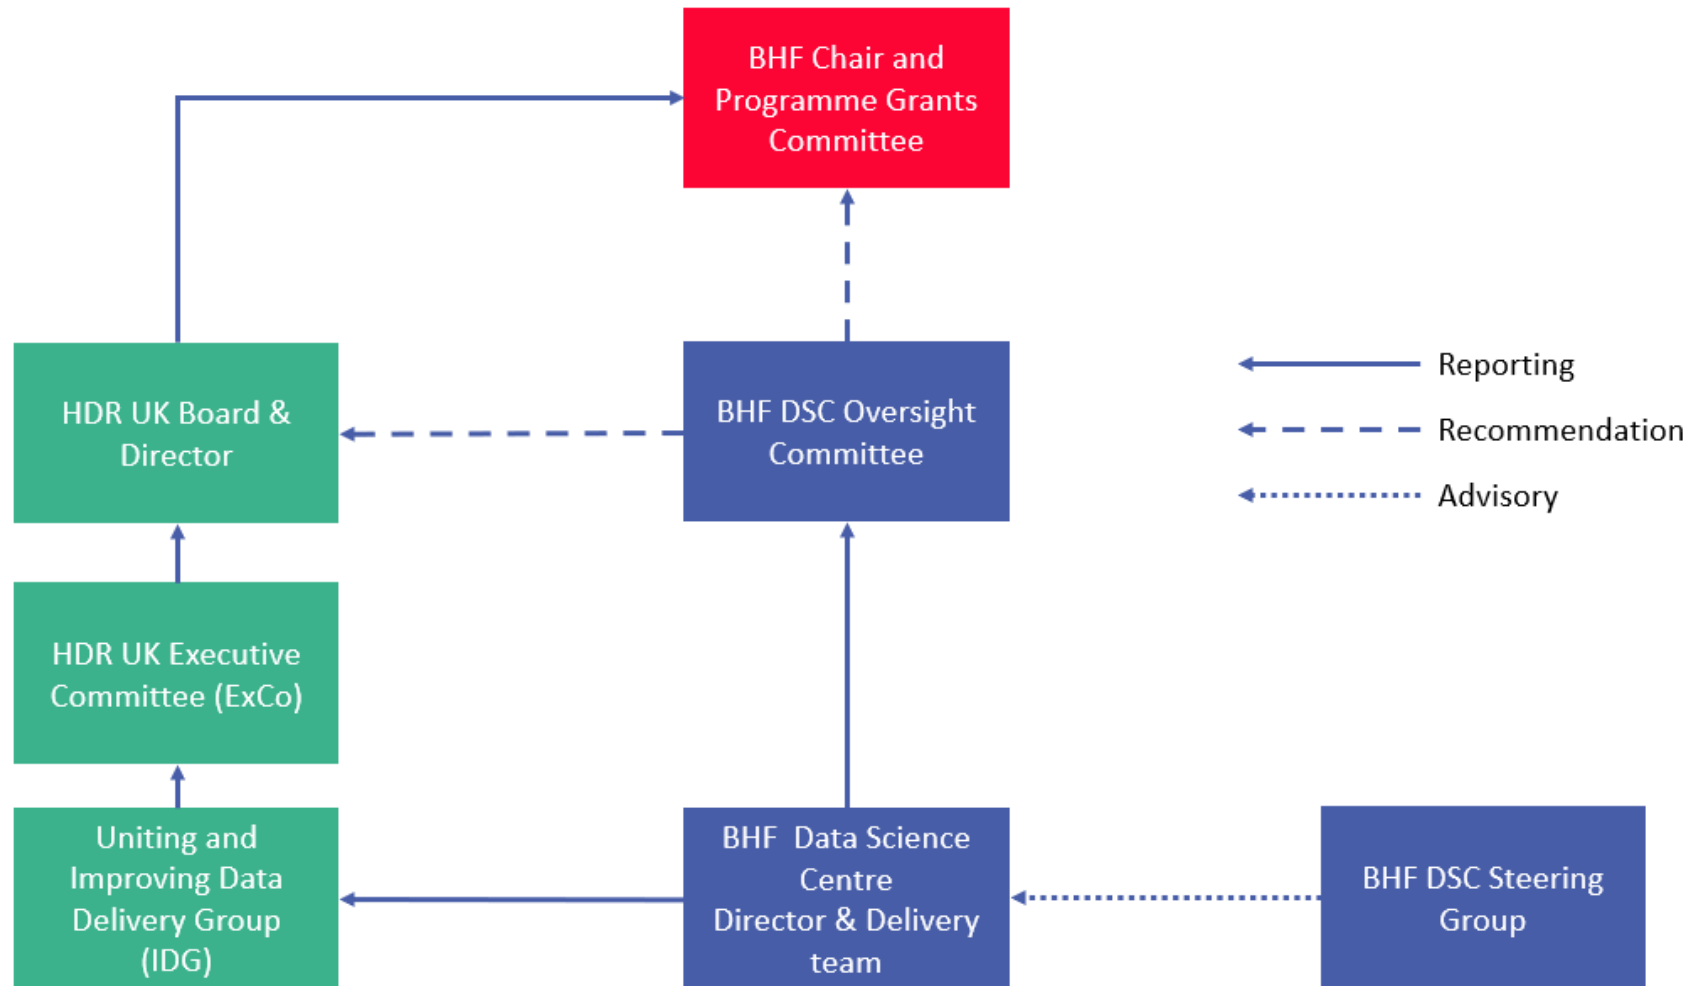 BHF Chair and
Programme Grants
Committee
HDR UK Board &
Director
BHF DSC Oversight
Committee
Reporting
Recommendation
Advisory
HDR UK Executive
Committee (ExCo)
Uniting and
Improving Data
Delivery Group
(IDG)
BHF  Data Science
Centre
Director & Delivery
team
BHF DSC Steering
Group